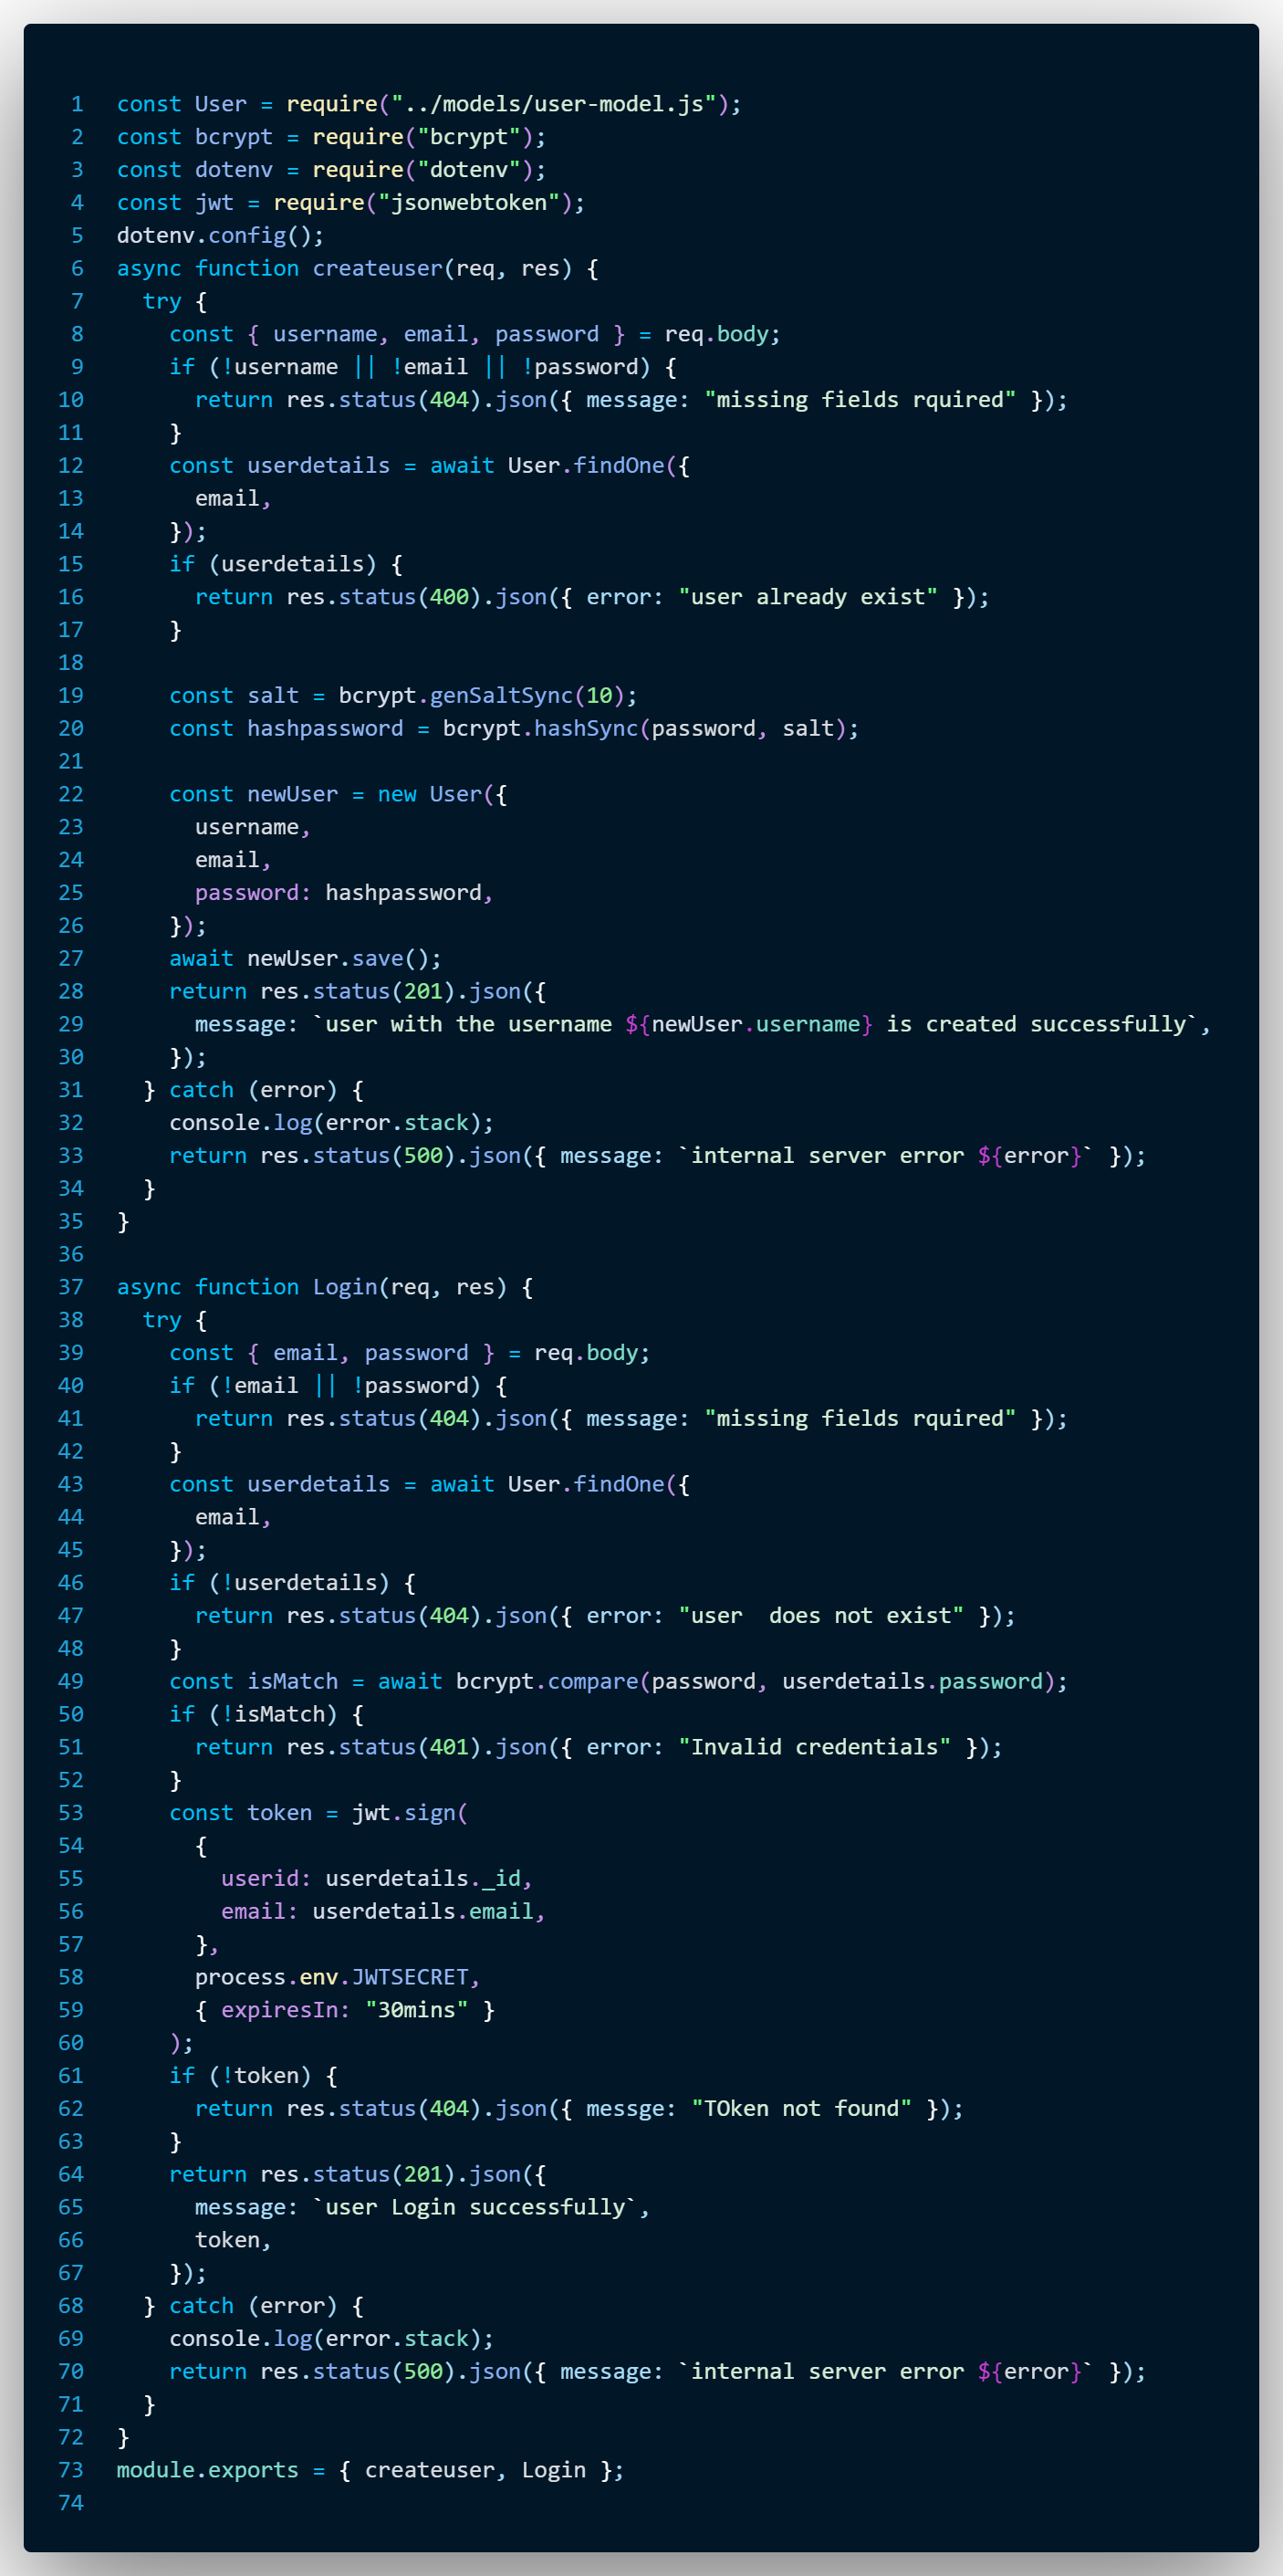 1 const User = require("../models/user-model.js");
2 const bcrypt = require("bcrypt");
3 const dotenv = require("dotenv");
4 const jwt = require("jsonwebtoken");
5 dotenv.config();
6 async function createuser(req, res) {
7   try {
8     const { username, email, password } = req.body;
9     if (!username || !email || !password) {
10       return res.status(404).json({ message: "missing fields rquired" });
11     }
12     const userdetails = await User.findOne({
13       email,
14     });
15     if (userdetails) {
16       return res.status(400).json({ error: "user already exist" });
17     }
18
19     const salt = bcrypt.genSaltSync(10);
20     const hashpassword = bcrypt.hashSync(password, salt);
21
22     const newUser = new User({
23       username,
24       email,
25       password: hashpassword,
26     });
27     await newUser.save();
28     return res.status(201).json({
29       message: `user with the username ${newUser.username} is created successfully`,
30     });
31   } catch (error) {
32     console.log(error.stack);
33     return res.status(500).json({ message: `internal server error ${error}` });
34   }
35 }
36
37 async function Login(req, res) {
38   try {
39     const { email, password } = req.body;
40     if (!email || !password) {
41       return res.status(404).json({ message: "missing fields rquired" });
42     }
43     const userdetails = await User.findOne({
44       email,
45     });
46     if (!userdetails) {
47       return res.status(404).json({ error: "user  does not exist" });
48     }
49     const isMatch = await bcrypt.compare(password, userdetails.password);
50     if (!isMatch) {
51       return res.status(401).json({ error: "Invalid credentials" });
52     }
53     const token = jwt.sign(
54       {
55         userid: userdetails._id,
56         email: userdetails.email,
57       },
58       process.env.JWTSECRET,
59       { expiresIn: "30mins" }
60     );
61     if (!token) {
62       return res.status(404).json({ messge: "TOken not found" });
63     }
64     return res.status(201).json({
65       message: `user Login successfully`,
66       token,
67     });
68   } catch (error) {
69     console.log(error.stack);
70     return res.status(500).json({ message: `internal server error ${error}` });
71   }
72 }
73 module.exports = { createuser, Login };
74